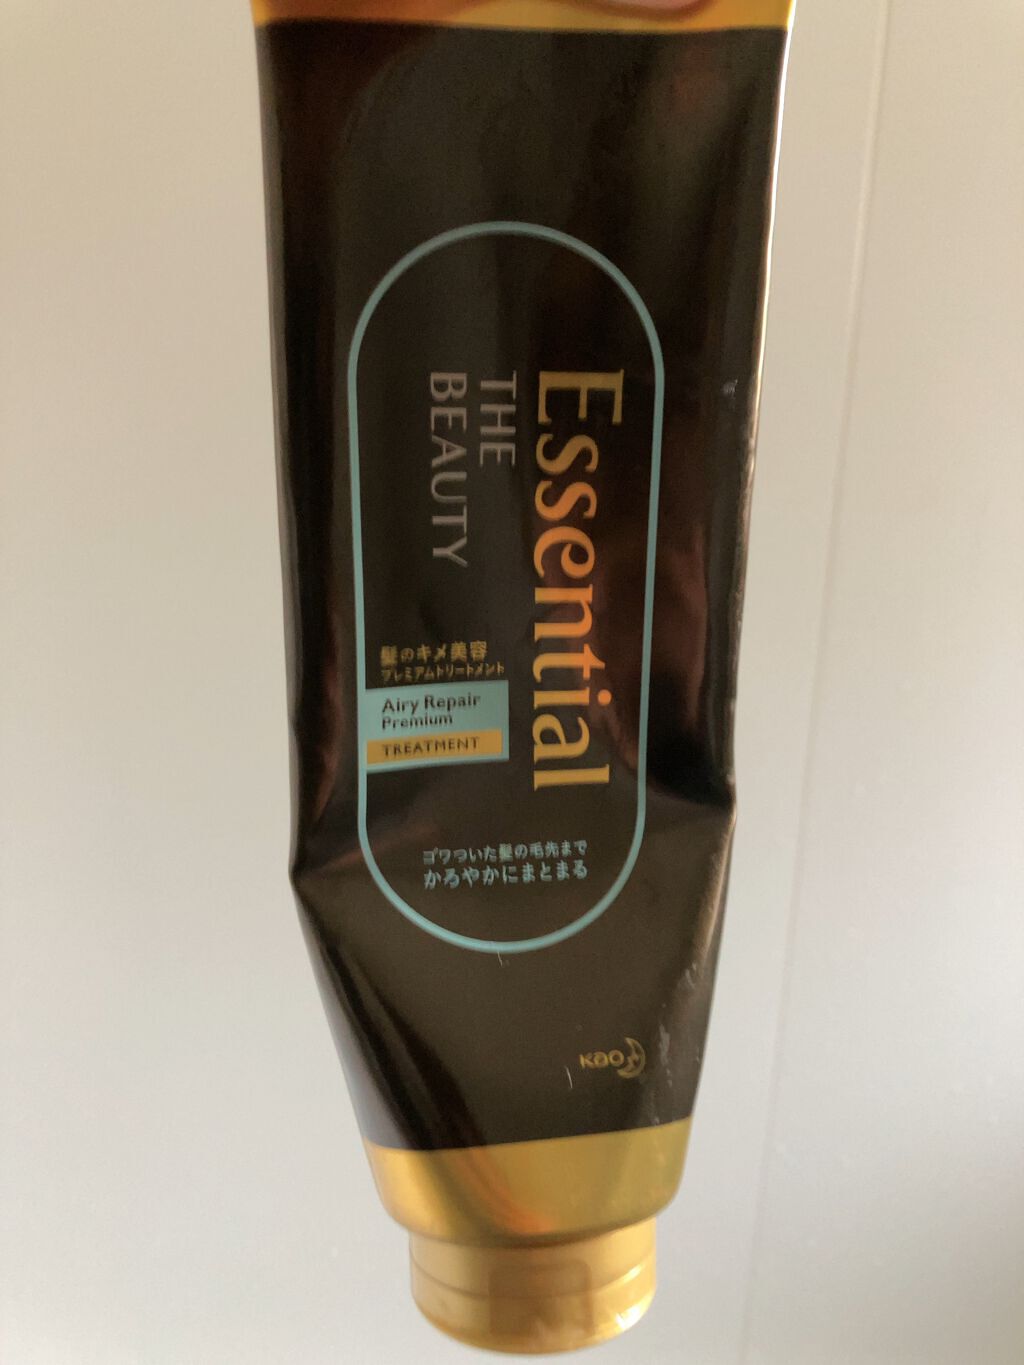 Essential
THE
BEAUTY
髪のキメ美容
プレミアムトリートメント
Airy Repair
Premium
TREATMENT
ゴワついた髪の毛先まで
かろやかにまとまる
Kao